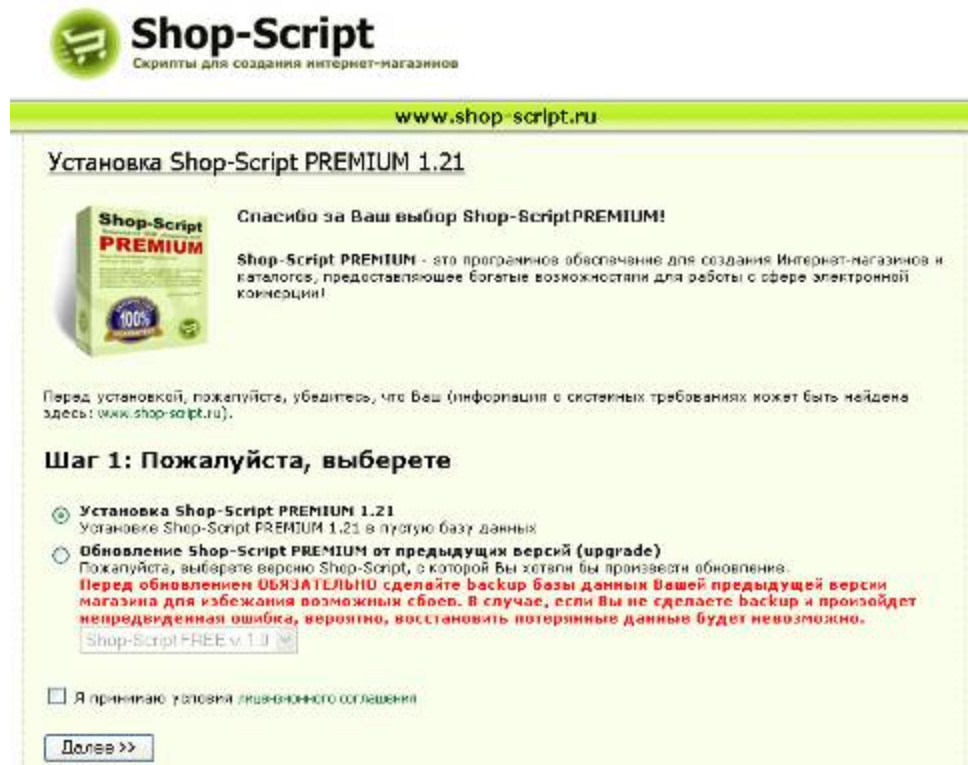 Shop-Script
Скрипты для создания интернет-магазинов
www.shop-script.ru
Установка Shop-Script PREMIUM 1.21
Shop-Script
PREMIUM
100%
Спасибо за Ваш выбор Shop-ScriptPREMIUM!
Shop-Script PREMIUM - это программное обеспечение для создания Интернет-магазинов и
каталогов, предоставляющее богатые возможностями для работы с сфере электронной
коммерции!
Перед установкой, пожалуйста, убедитесь, что Ваш (информация о системных требованиях может быть найдена
здесь: www.shop-script.ru).
Шаг 1: Пожалуйста, выберете
Установка Shop-Script PREMIUM 1.21
Установке Shop-Script PREMIUM 1.21 в пустую базу данных
Обновление Shop-Script PREMIUM от предыдущих версий (upgrade)
Пожалуйста, выберете версию Shop-Script, с которой Вы хотели бы произвести обновление.
Перед обновлением ОБЯЗАТЕЛЬНО сделайте backup базы данных Вашей предыдущей версии
магазина для избежания возможных сбоев. В случае, если Вы не сделаете backup и произойдет
непредвиденная ошибка, вероятно, восстановить потерянные данные будет невозможно.
Shop-Script FREE v. 1.0
Я принимаю условия лицензионного соглашения
Далее >>